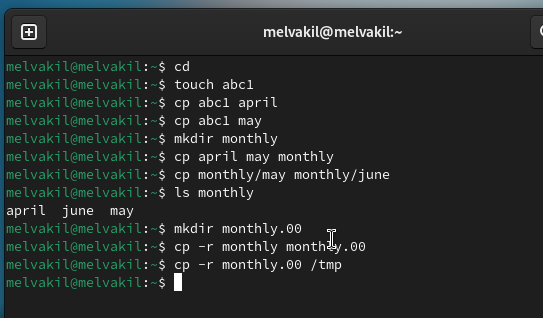 melvakil@melvakil:~
melvakil@melvakil:~$ cd
melvakil@melvakil:~$ touch abc1
melvakil@melvakil:~$ cp abc1 april
melvakil@melvakil:~$ cp abc1 may
melvakil@melvakil:~$ mkdir monthly
melvakil@melvakil:~$ cp april may monthly
melvakil@melvakil:~$ cp monthly/may monthly/june
melvakil@melvakil:~$ ls monthly
april  june  may
melvakil@melvakil:~$ mkdir monthly.00
melvakil@melvakil:~$ cp -r monthly monthly.00
melvakil@melvakil:~$ cp -r monthly.00 /tmp
melvakil@melvakil:~$